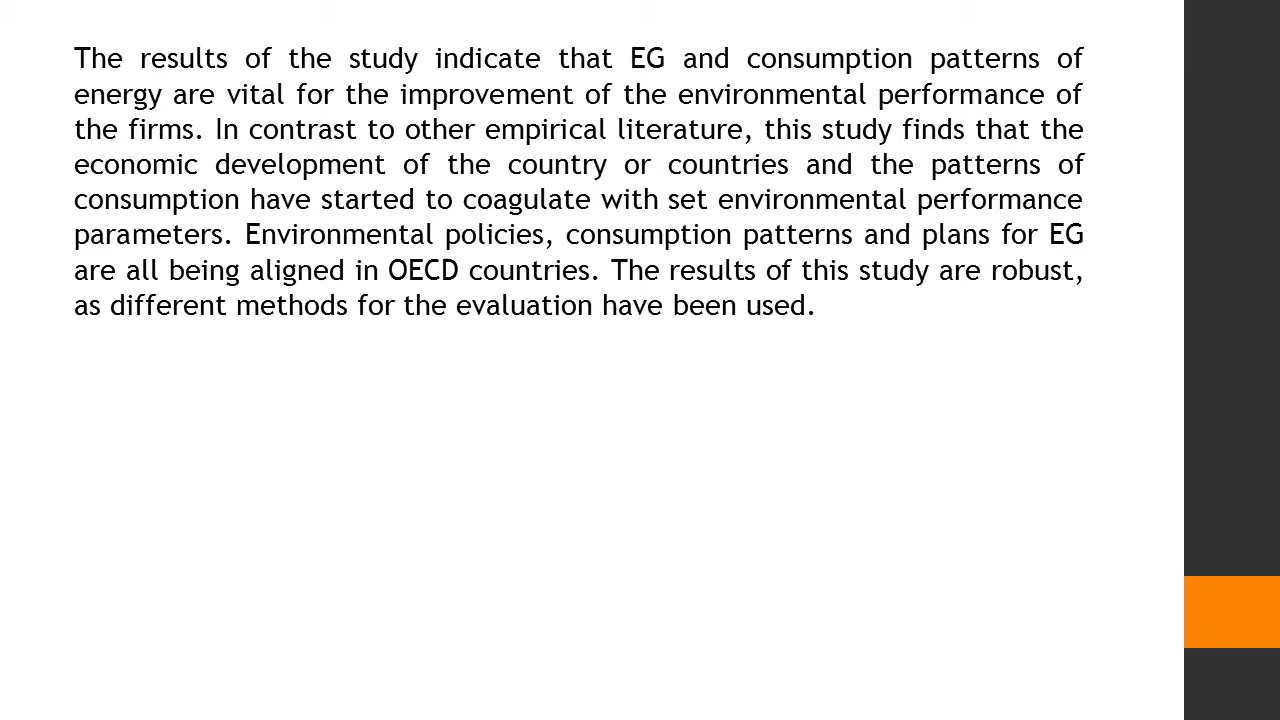 The results of the study indicate that EG and consumption patterns of
energy are vital for the improvement of the environmental performance of
the firms. In contrast to other empirical literature, this study finds that the
economic development of the country or countries and the patterns of
consumption have started to coagulate with set environmental performance
parameters. Environmental policies, consumption patterns and plans for EG
are all being aligned in OECD countries. The results of this study are robust,
as different methods for the evaluation have been used.